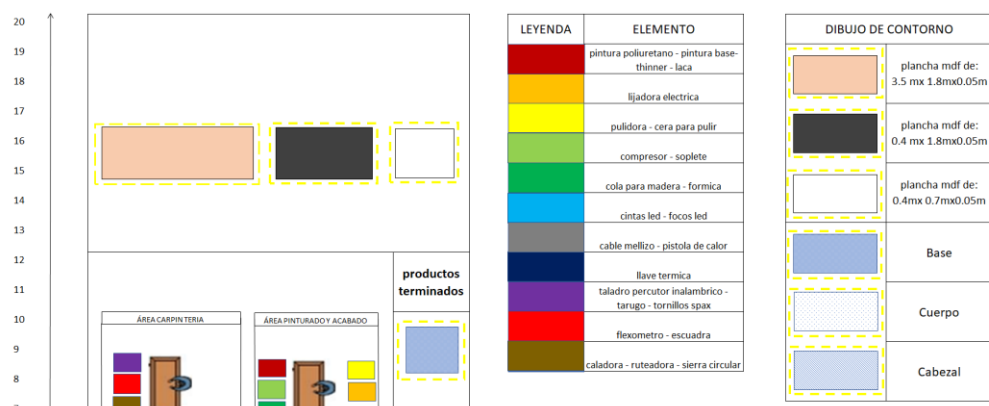 20
19
18
17
16
15
14
13
12
11
10
9
8
productos
terminados
ÁREA CARPINTERIA
ÁREA PINTURADO Y ACABADO
LEYENDA ELEMENTO
pintura poliuretano - pintura base-
thinner - laca
lijadora electrica
pulidora - cera para pulir
compresor - soplete
cola para madera - formica
cintas led - focos led
cable mellizo - pistola de calor
llave termica
taladro percutor inalambrico -
tarugo - tornillos spax
flexometro - escuadra
caladora - ruteadora - sierra circular
DIBUJO DE CONTORNO
plancha mdf de:
3.5 mx 1.8mx0.05m
plancha mdf de:
0.4 mx 1.8mx0.05m
plancha mdf de:
0.4mx 0.7mx0.05m
Base
Cuerpo
Cabezal